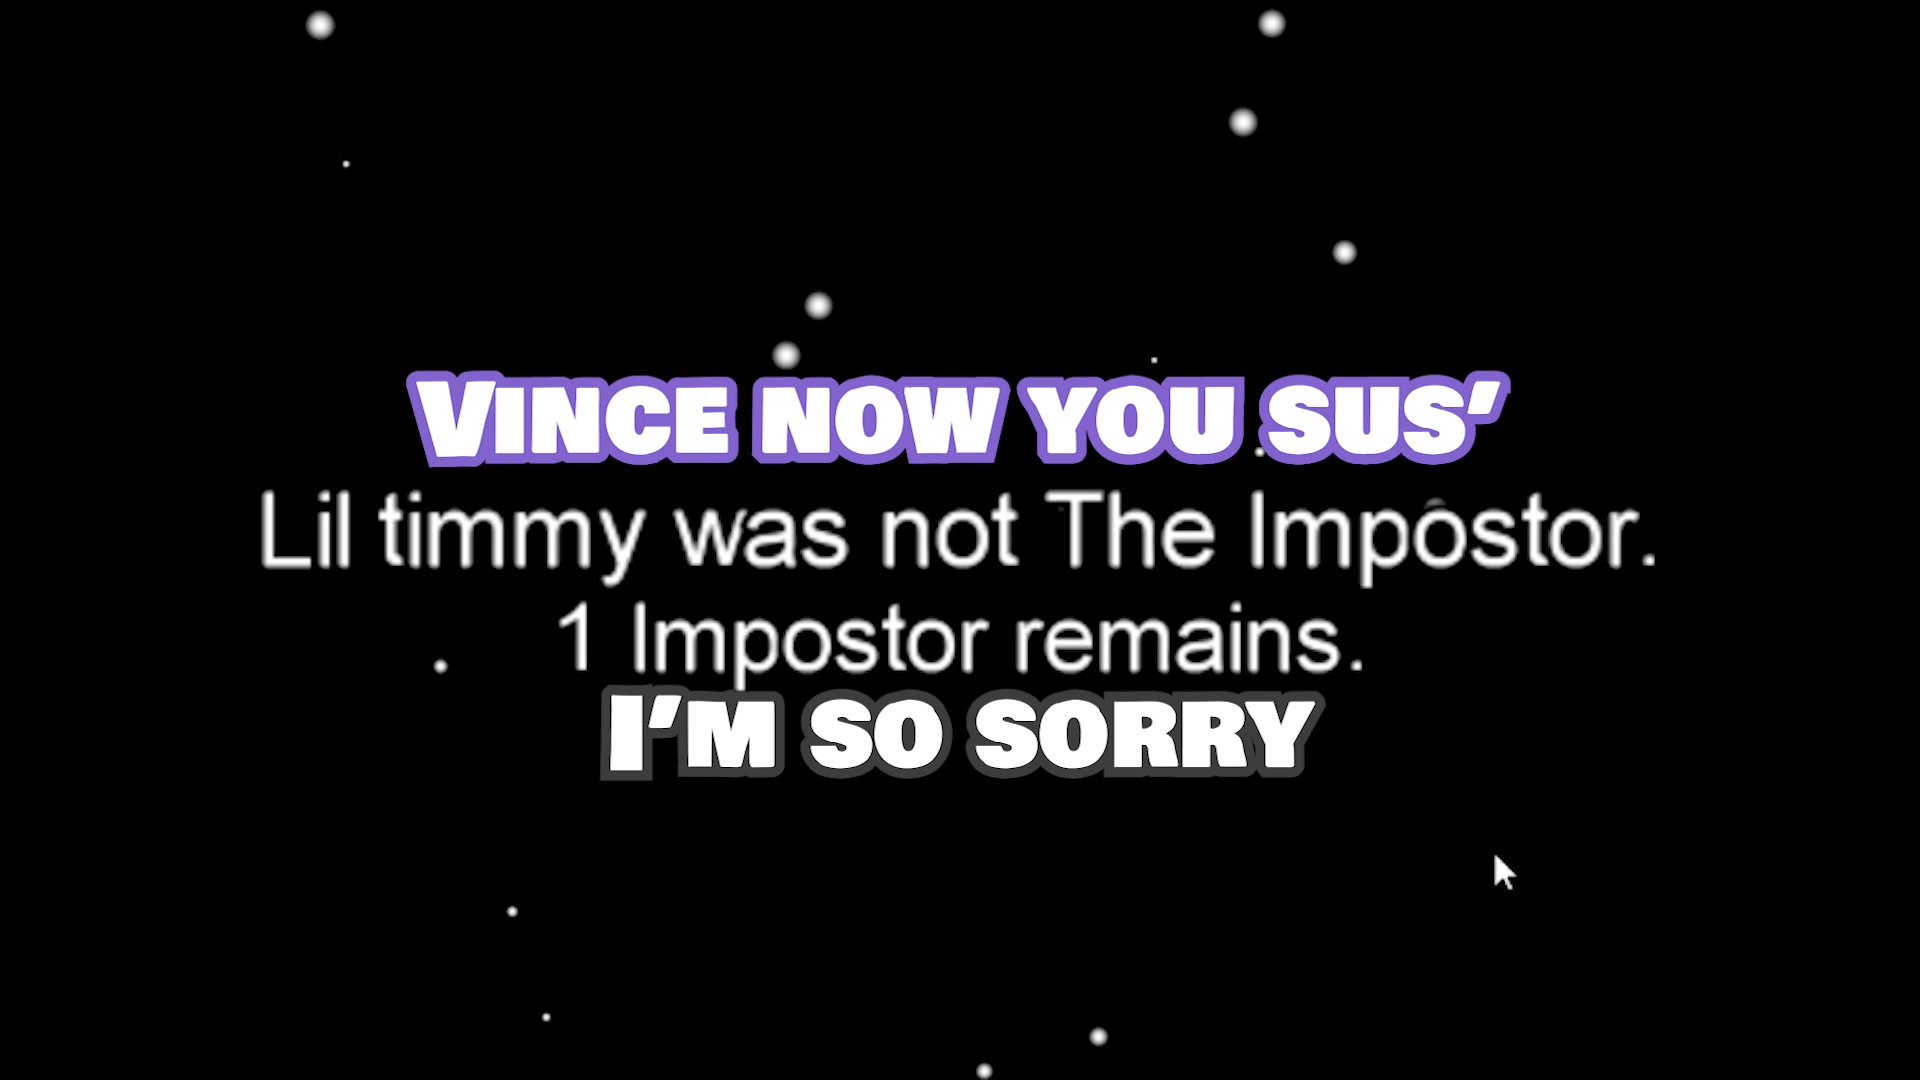 Vince now you sus'
Lil timmy was not The Impostor.
1 Impostor remains.
I'm so sorry